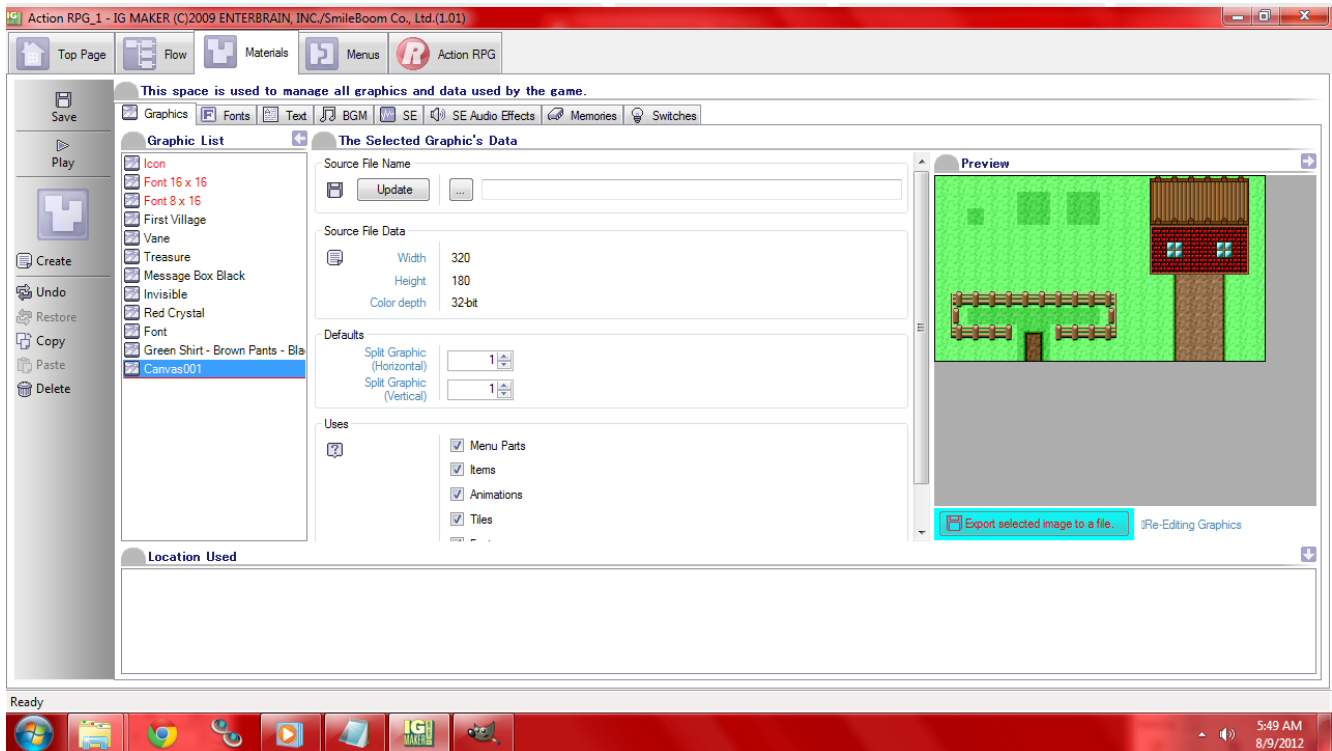 Action RPG_1 - IG MAKER (C)2009 ENTERBRAIN, INC./SmileBoom Co., Ltd.(1.01)
Top Page
Flow
Materials
Menus
R
Action RPG
Save
Play
Create
Undo
Restore
Copy
Paste
Delete
This space is used to manage all graphics and data used by the game.
Graphics
F
Fonts
Text
BGM
SE
SE Audio Effects
Memories
Switches
Graphic List
Icon
Font 16 x 16
Font 8 x 16
First Village
Vane
Treasure
Message Box Black
Invisible
Red Crystal
Font
Green Shirt - Brown Pants - Bla
Canvas001
The Selected Graphic's Data
Source File Name
Update
...
Source File Data
Width 320
Height 180
Color depth 32-bit
Defaults
Split Graphic
(Horizontal)
1
Split Graphic
(Vertical)
1
Uses
?
Menu Parts
Items
Animations
Tiles
Preview
Export selected image to a file.
Re-Editing Graphics
Location Used
Ready
IG
MAKER
5:49 AM
8/9/2012